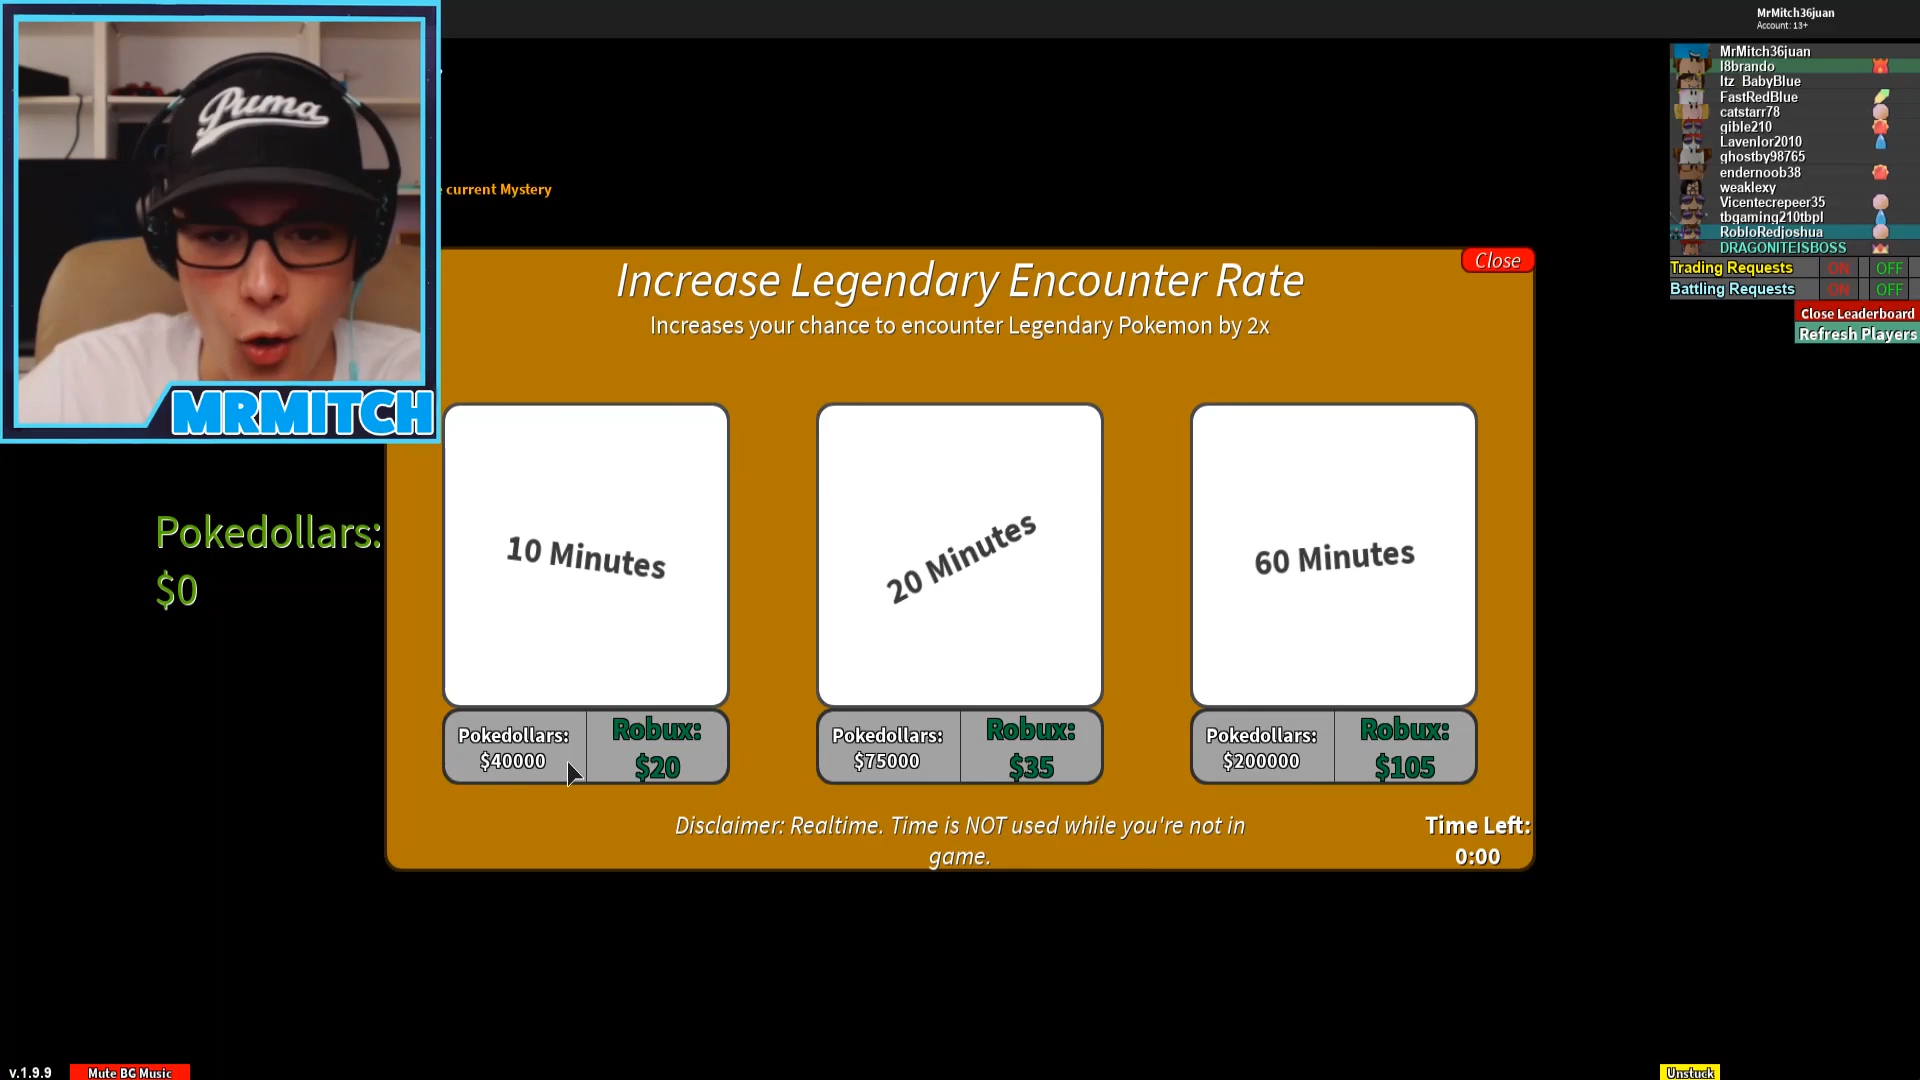 MrMitch36juan
Account: 13+
Puma
MRMITCH
current Mystery
MrMitch36juan
l8brando
Itz BabyBlue
FastRedBlue
catstarr78
gible210
Lavenlor2010
ghostby98765
endernoob38
weaklexy
Vicentecrepeer35
tbgaming210tbpl
RobloRedjoshua
DRAGONITEISBOSS
Trading Requests ON OFF
Battling Requests ON OFF
Close Leaderboard
Refresh Players
Close
Increase Legendary Encounter Rate
Increases your chance to encounter Legendary Pokemon by 2x
Pokedollars:
$0
10 Minutes
20 Minutes
60 Minutes
Pokedollars:
$40000
Robux:
$20
Pokedollars:
$75000
Robux:
$35
Pokedollars:
$200000
Robux:
$105
Disclaimer: Realtime. Time is NOT used while you're not in
game.
Time Left:
0:00
v.1.9.9
Mute BG Music
Unstuck